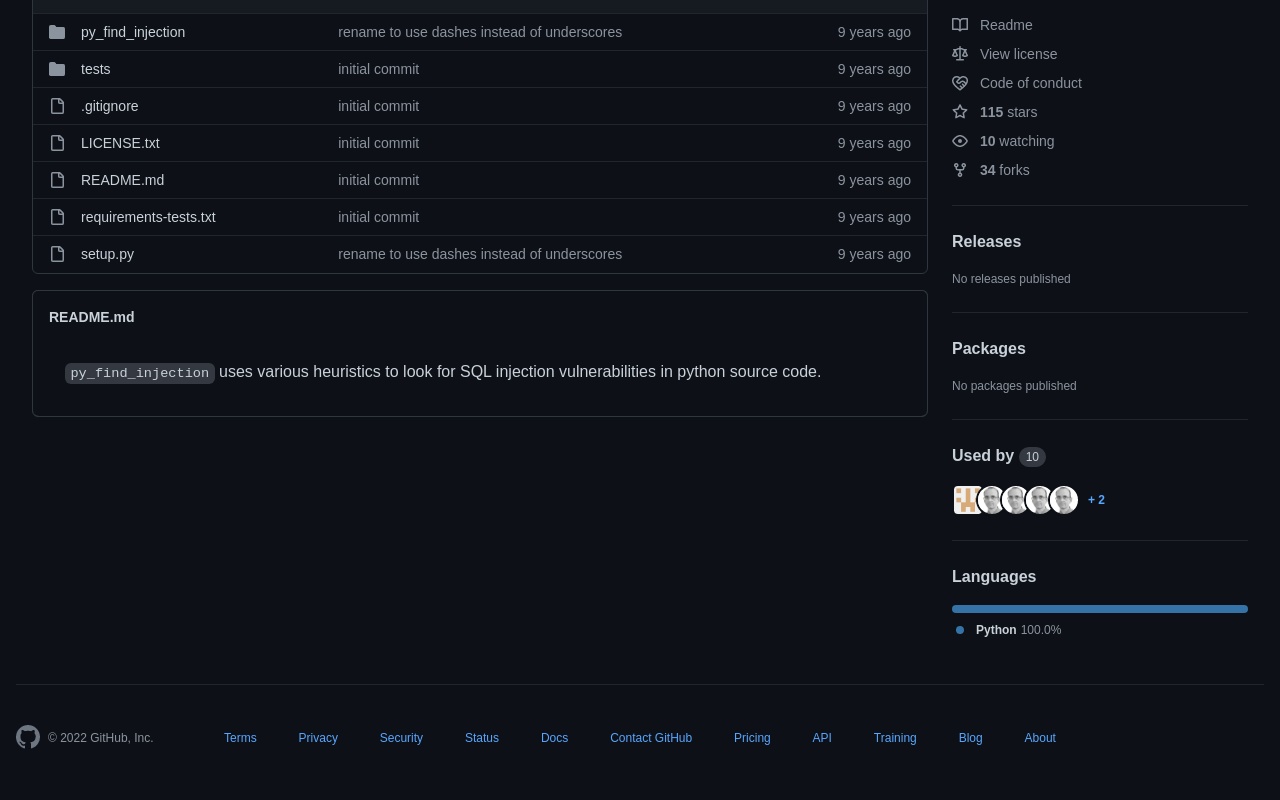 py_find_injection rename to use dashes instead of underscores 9 years ago
tests initial commit 9 years ago
.gitignore initial commit 9 years ago
LICENSE.txt initial commit 9 years ago
README.md initial commit 9 years ago
requirements-tests.txt initial commit 9 years ago
setup.py rename to use dashes instead of underscores 9 years ago
README.md
py_find_injection uses various heuristics to look for SQL injection vulnerabilities in python source code.
Readme
View license
Code of conduct
115 stars
10 watching
34 forks
Releases
No releases published
Packages
No packages published
Used by 10
+ 2
Languages
Python 100.0%
© 2022 GitHub, Inc. Terms Privacy Security Status Docs Contact GitHub Pricing API Training Blog About